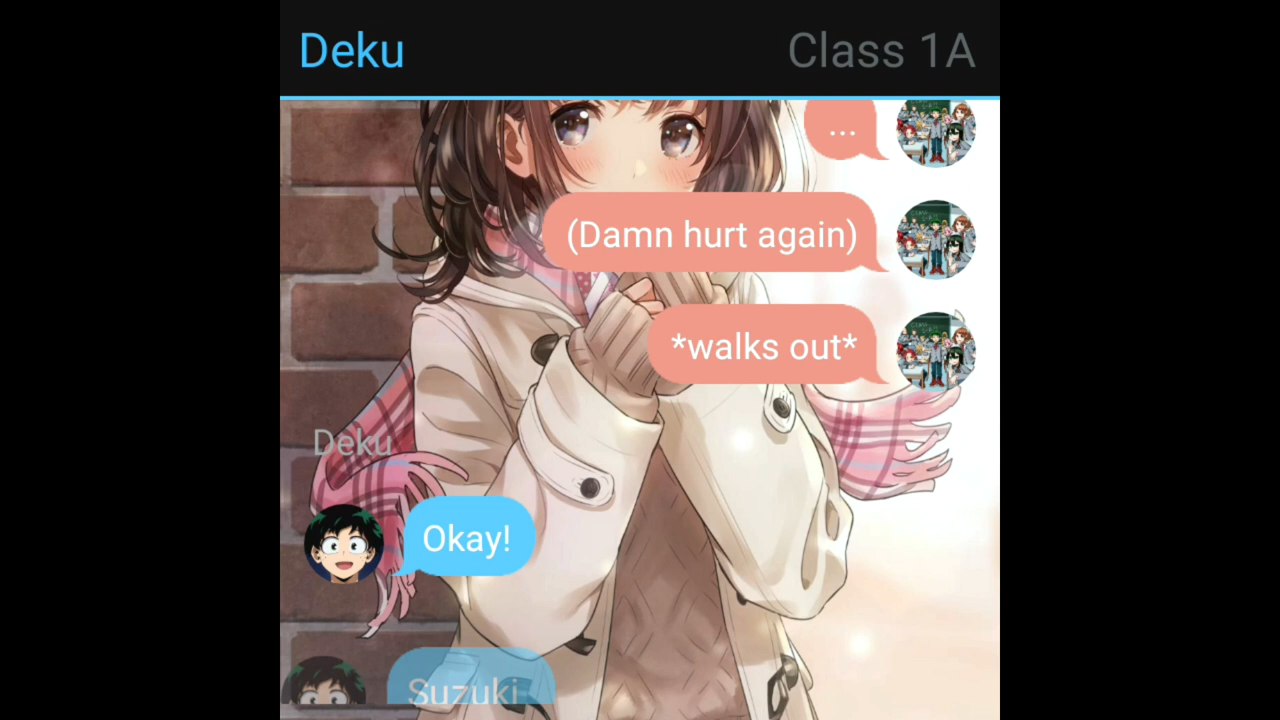 Deku
Class 1A
...
(Damn hurt again)
*walks out*
Deku
Okay!
Suzuki